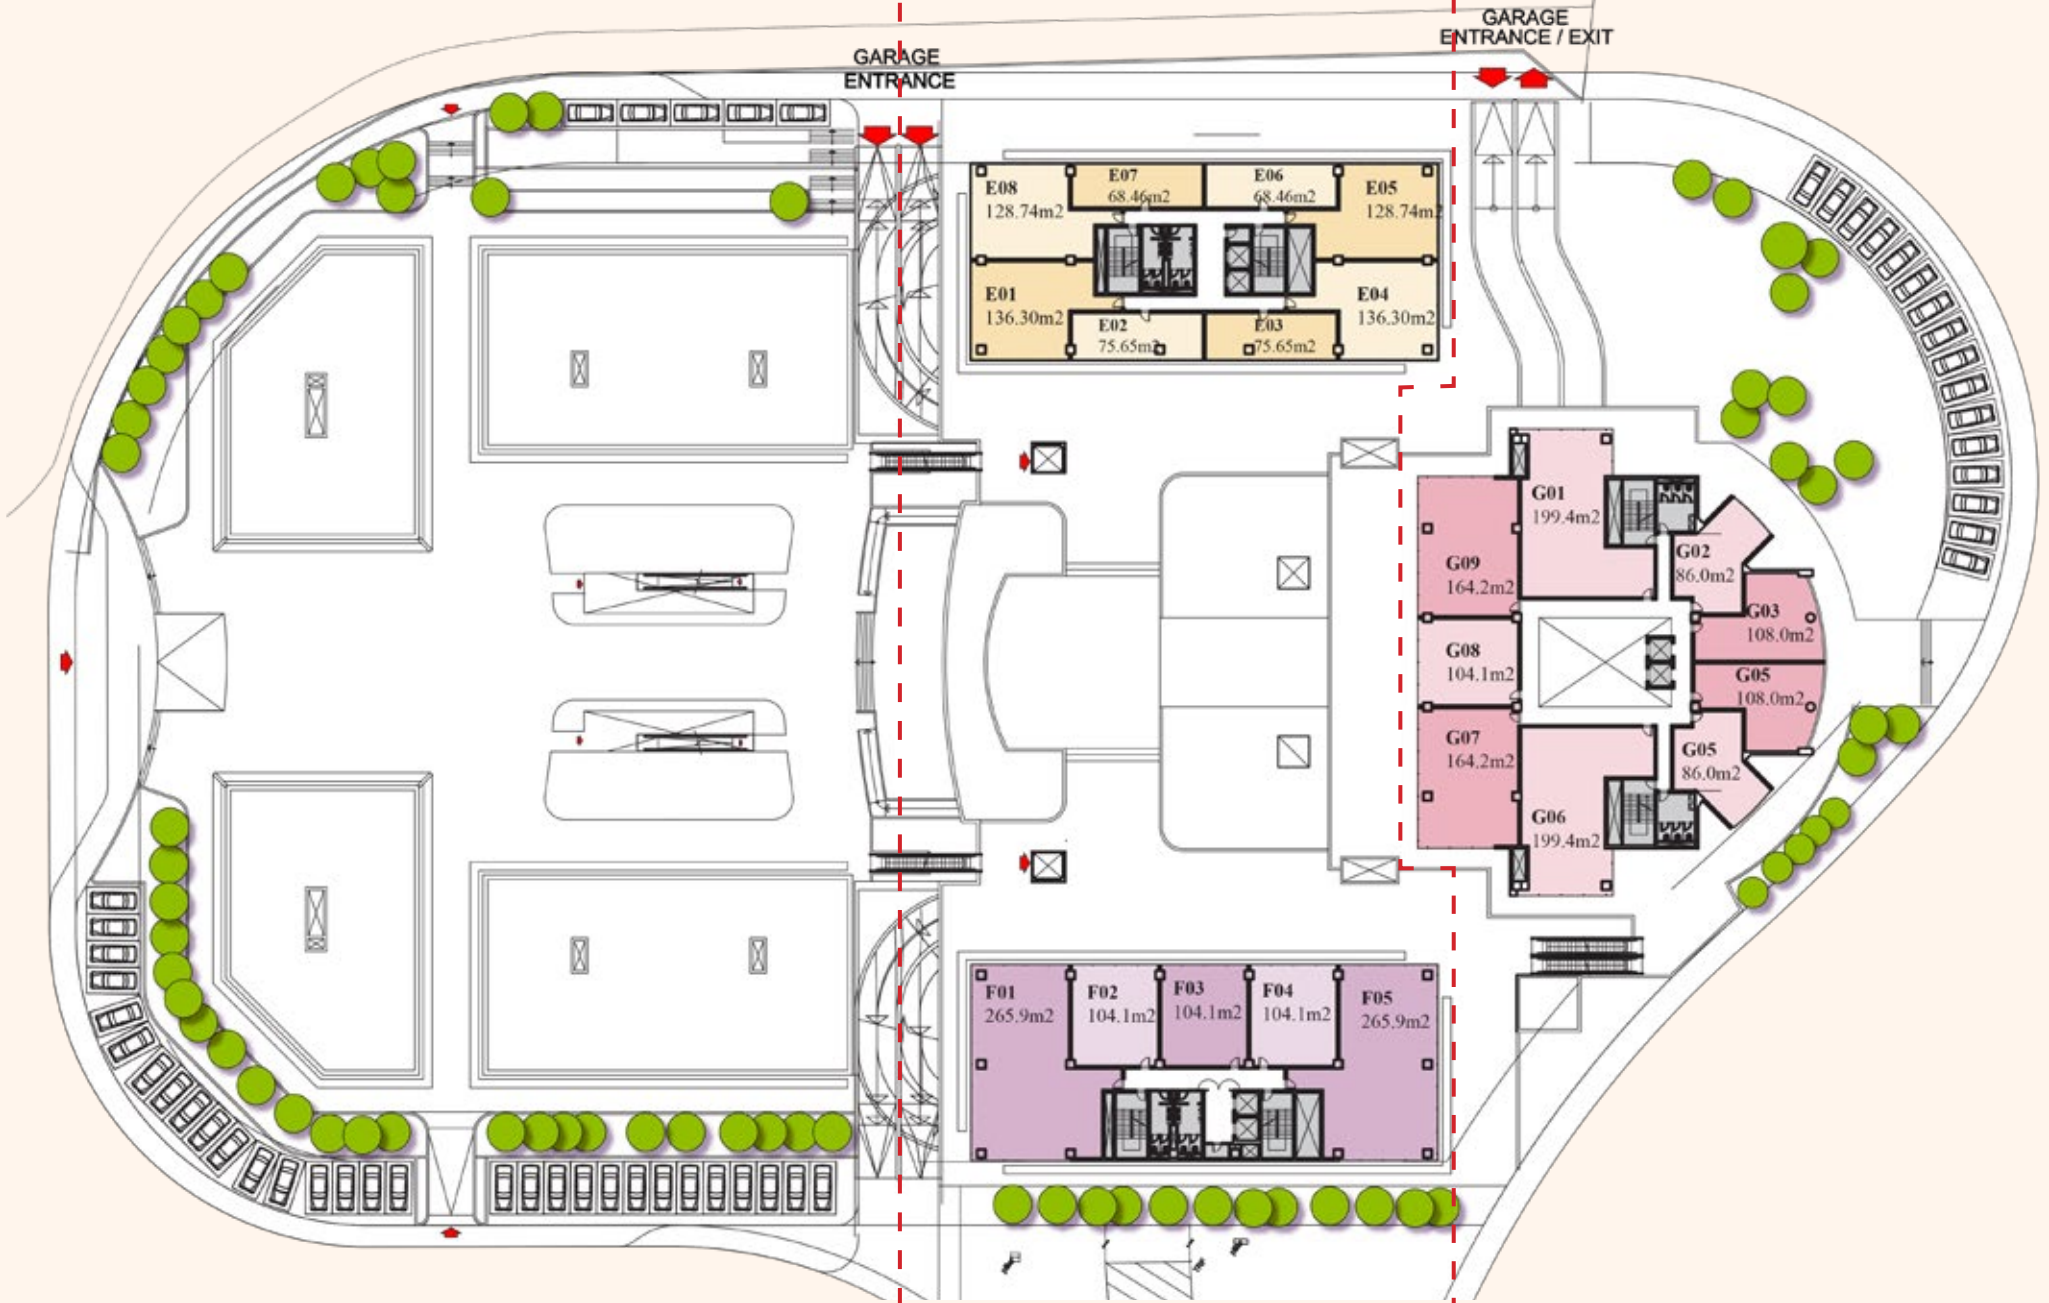 GARAGE
ENTRANCE / EXIT
GARAGE
ENTRANCE
E08
128.74m2
E07
68.46m2
E06
68.46m2
E05
128.74m2
E01
136.30m2
E02
75.65m2
E03
75.65m2
E04
136.30m2
G01
199.4m2
G02
86.0m2
G09
164.2m2
G03
108.0m2
G08
104.1m2
G05
108.0m2
G07
164.2m2
G05
86.0m2
G06
199.4m2
F01
265.9m2
F02
104.1m2
F03
104.1m2
F04
104.1m2
F05
265.9m2